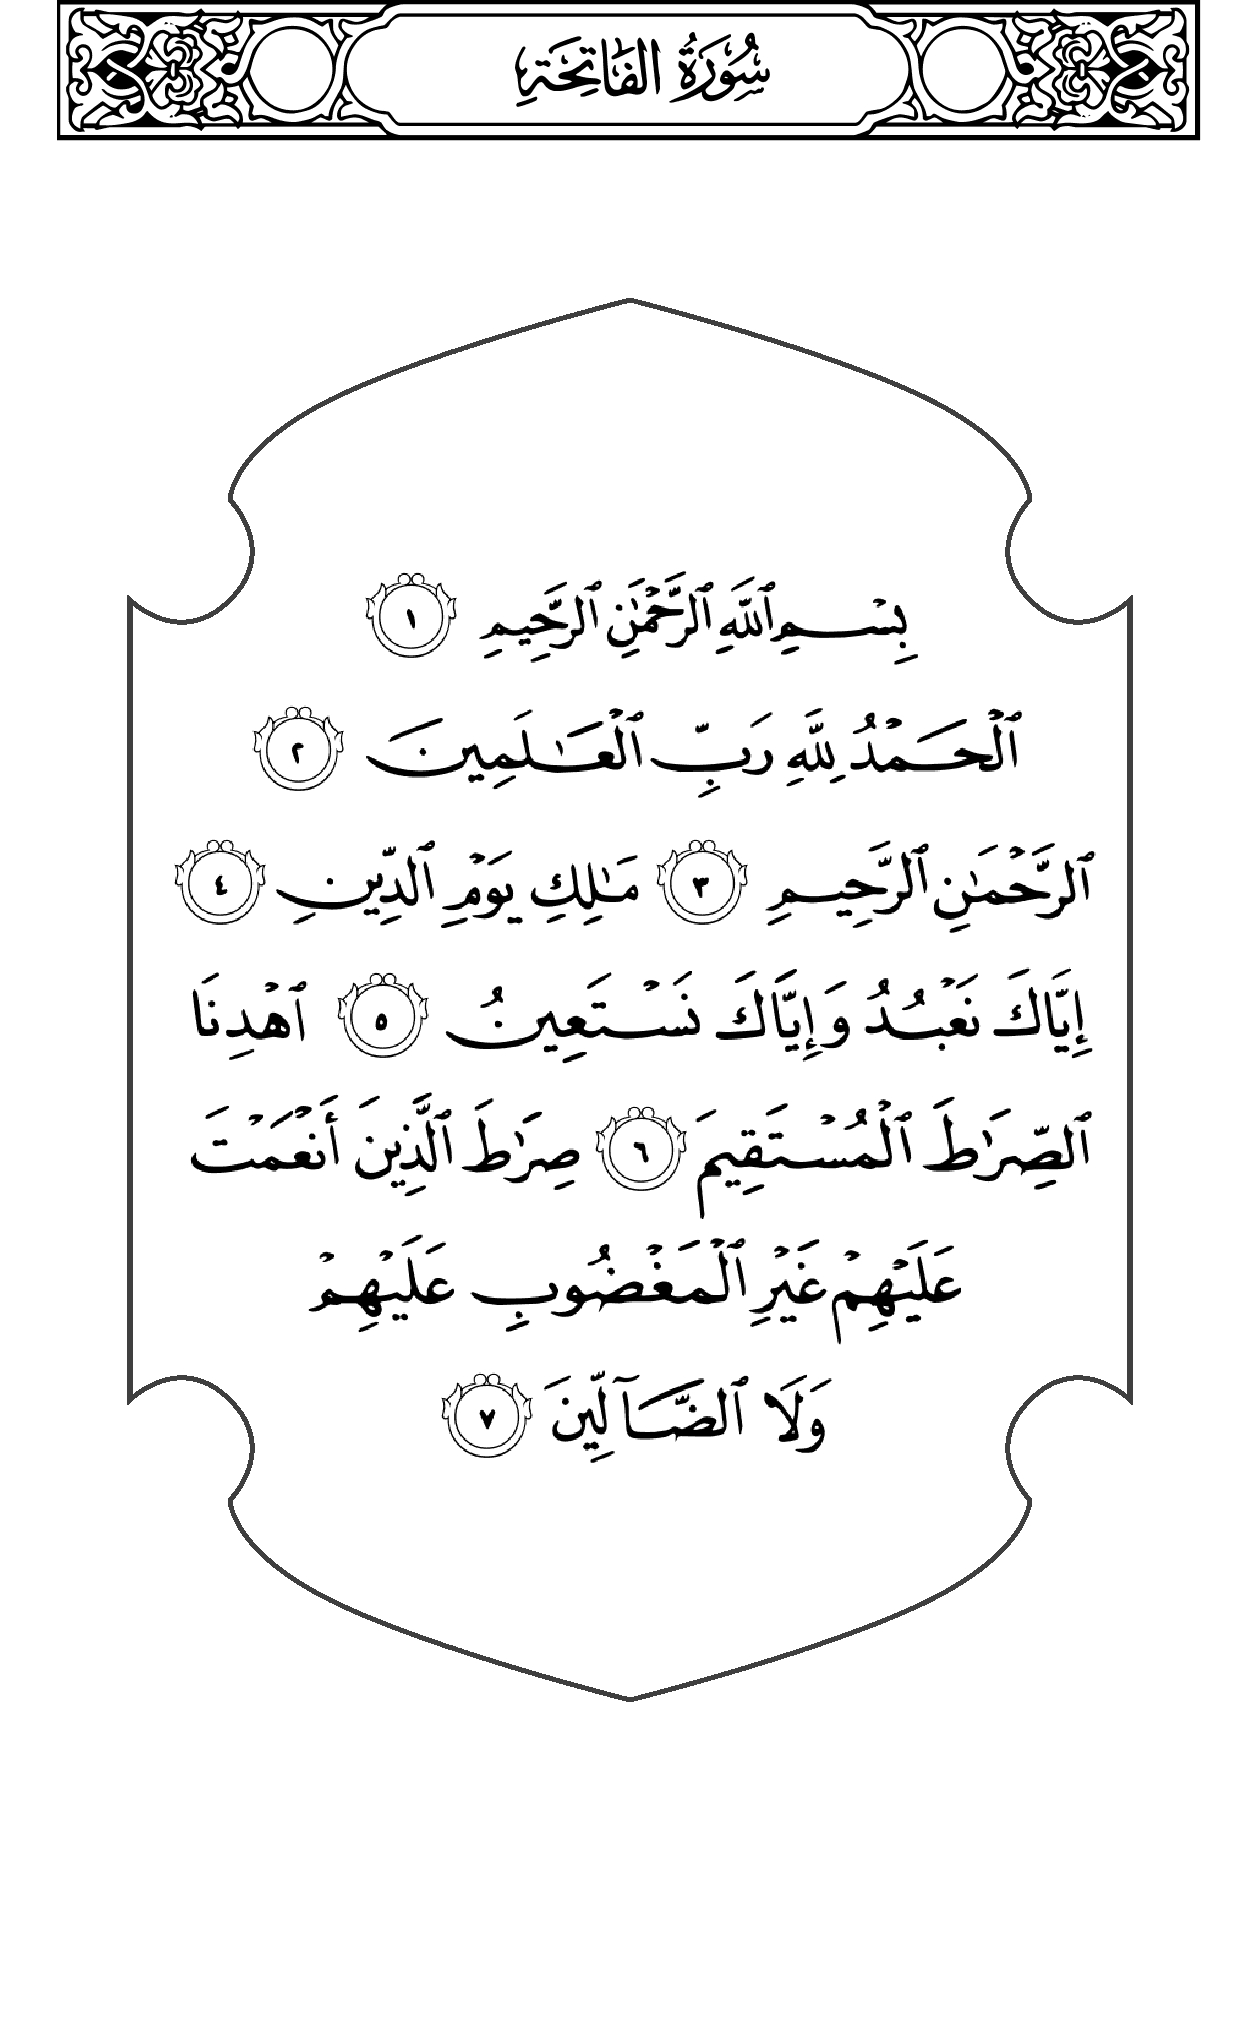 سُورَةُ الفَاتِحَةِ
بِسۡمِ ٱللَّهِ ٱلرَّحۡمَٰنِ ٱلرَّحِيمِ ١
ٱلۡحَمۡدُ لِلَّهِ رَبِّ ٱلۡعَٰلَمِينَ ٢
ٱلرَّحۡمَٰنِ ٱلرَّحِيمِ ٣ مَٰلِكِ يَوۡمِ ٱلدِّينِ ٤
إِيَّاكَ نَعۡبُدُ وَإِيَّاكَ نَسۡتَعِينُ ٥ ٱهۡدِنَا
ٱلصِّرَٰطَ ٱلۡمُسۡتَقِيمَ ٦ صِرَٰطَ ٱلَّذِينَ أَنۡعَمۡتَ
عَلَيۡهِمۡ غَيۡرِ ٱلۡمَغۡضُوبِ عَلَيۡهِمۡ
وَلَا ٱلضَّآلِّينَ ٧